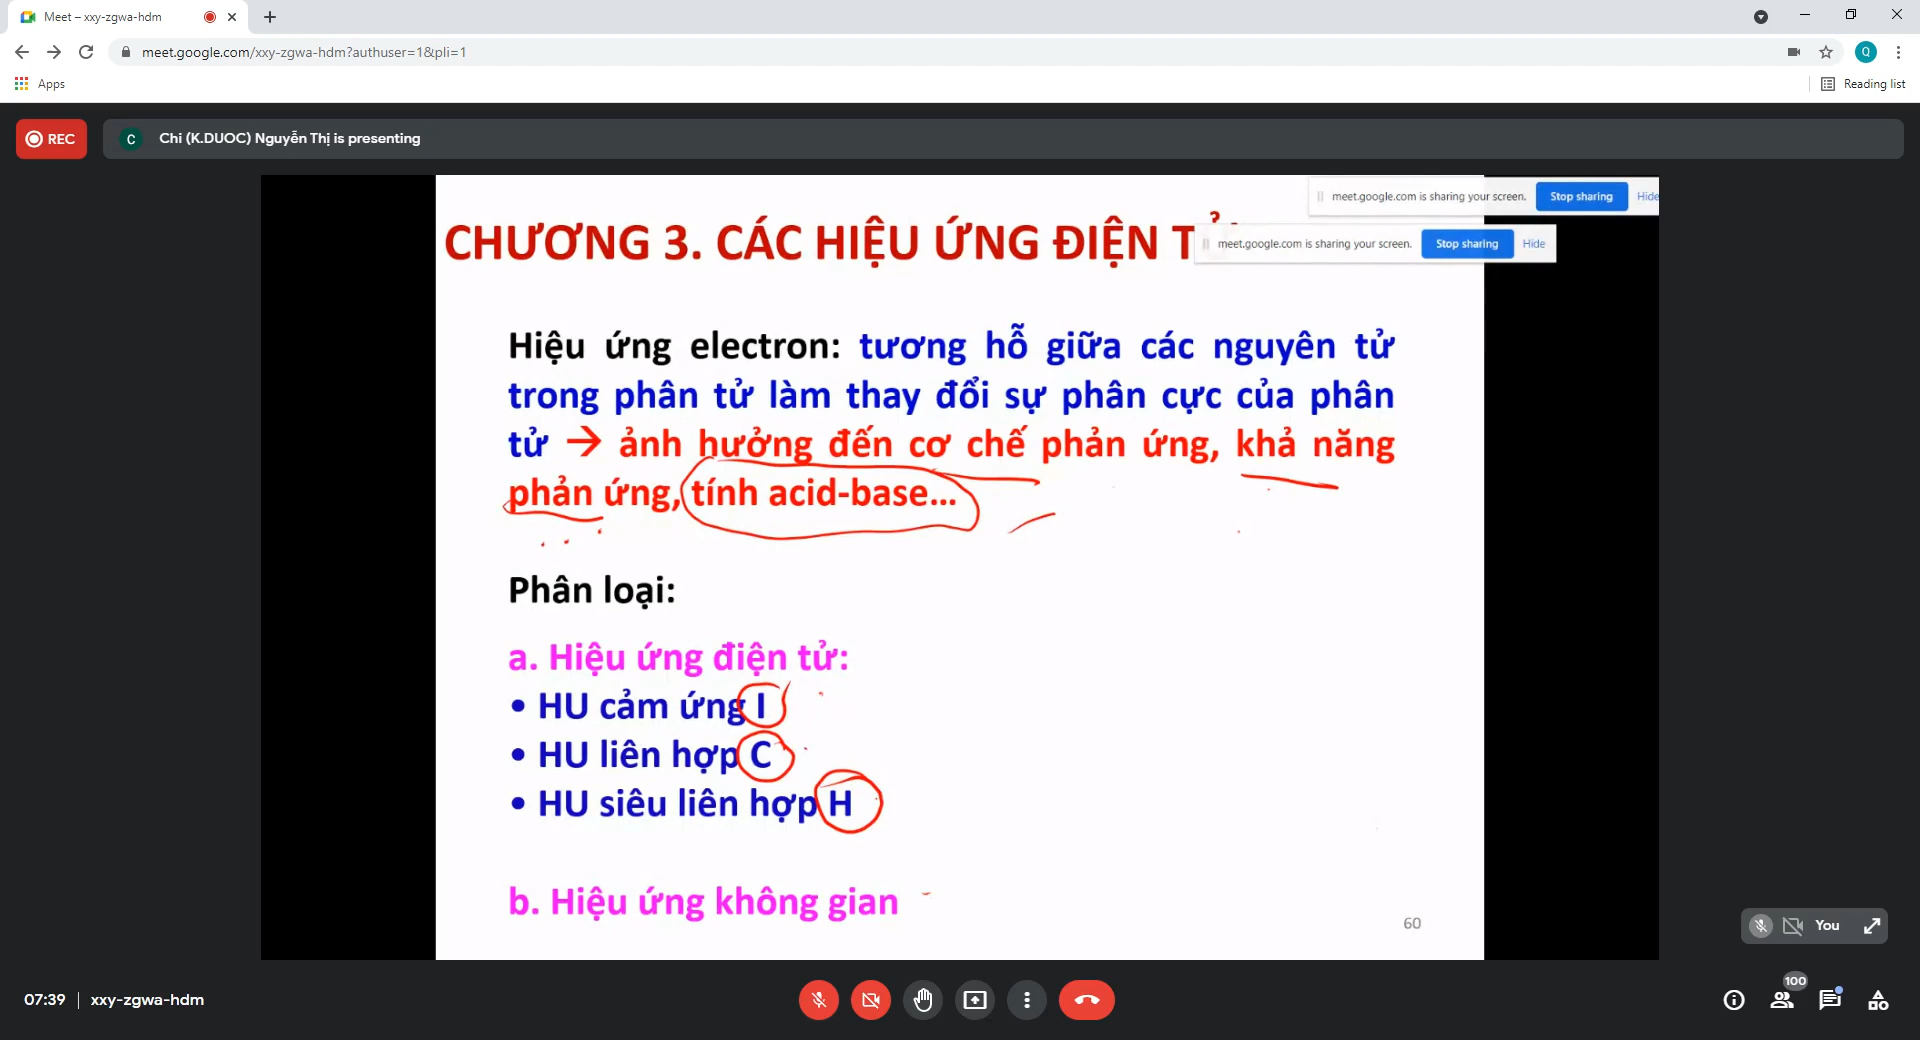 Meet – xxy-zgwa-hdm
meet.google.com/xxy-zgwa-hdm?authuser=1&pli=1
Q
Apps
Reading list
REC
C
Chi (K.DUOC) Nguyễn Thị is presenting
meet.google.com is sharing your screen. Stop sharing Hide
CHƯƠNG 3. CÁC HIỆU ỨNG ĐIỆN
meet.google.com is sharing your screen. Stop sharing Hide
Hiệu ứng electron: tương hỗ giữa các nguyên tử
trong phân tử làm thay đổi sự phân cực của phân
tử → ảnh hưởng đến cơ chế phản ứng, khả năng
phản ứng, tính acid-base...
Phân loại:
a. Hiệu ứng điện tử:
• HU cảm ứng I
• HU liên hợp C
• HU siêu liên hợp H
b. Hiệu ứng không gian
60
You
07:39 | xxy-zgwa-hdm
100